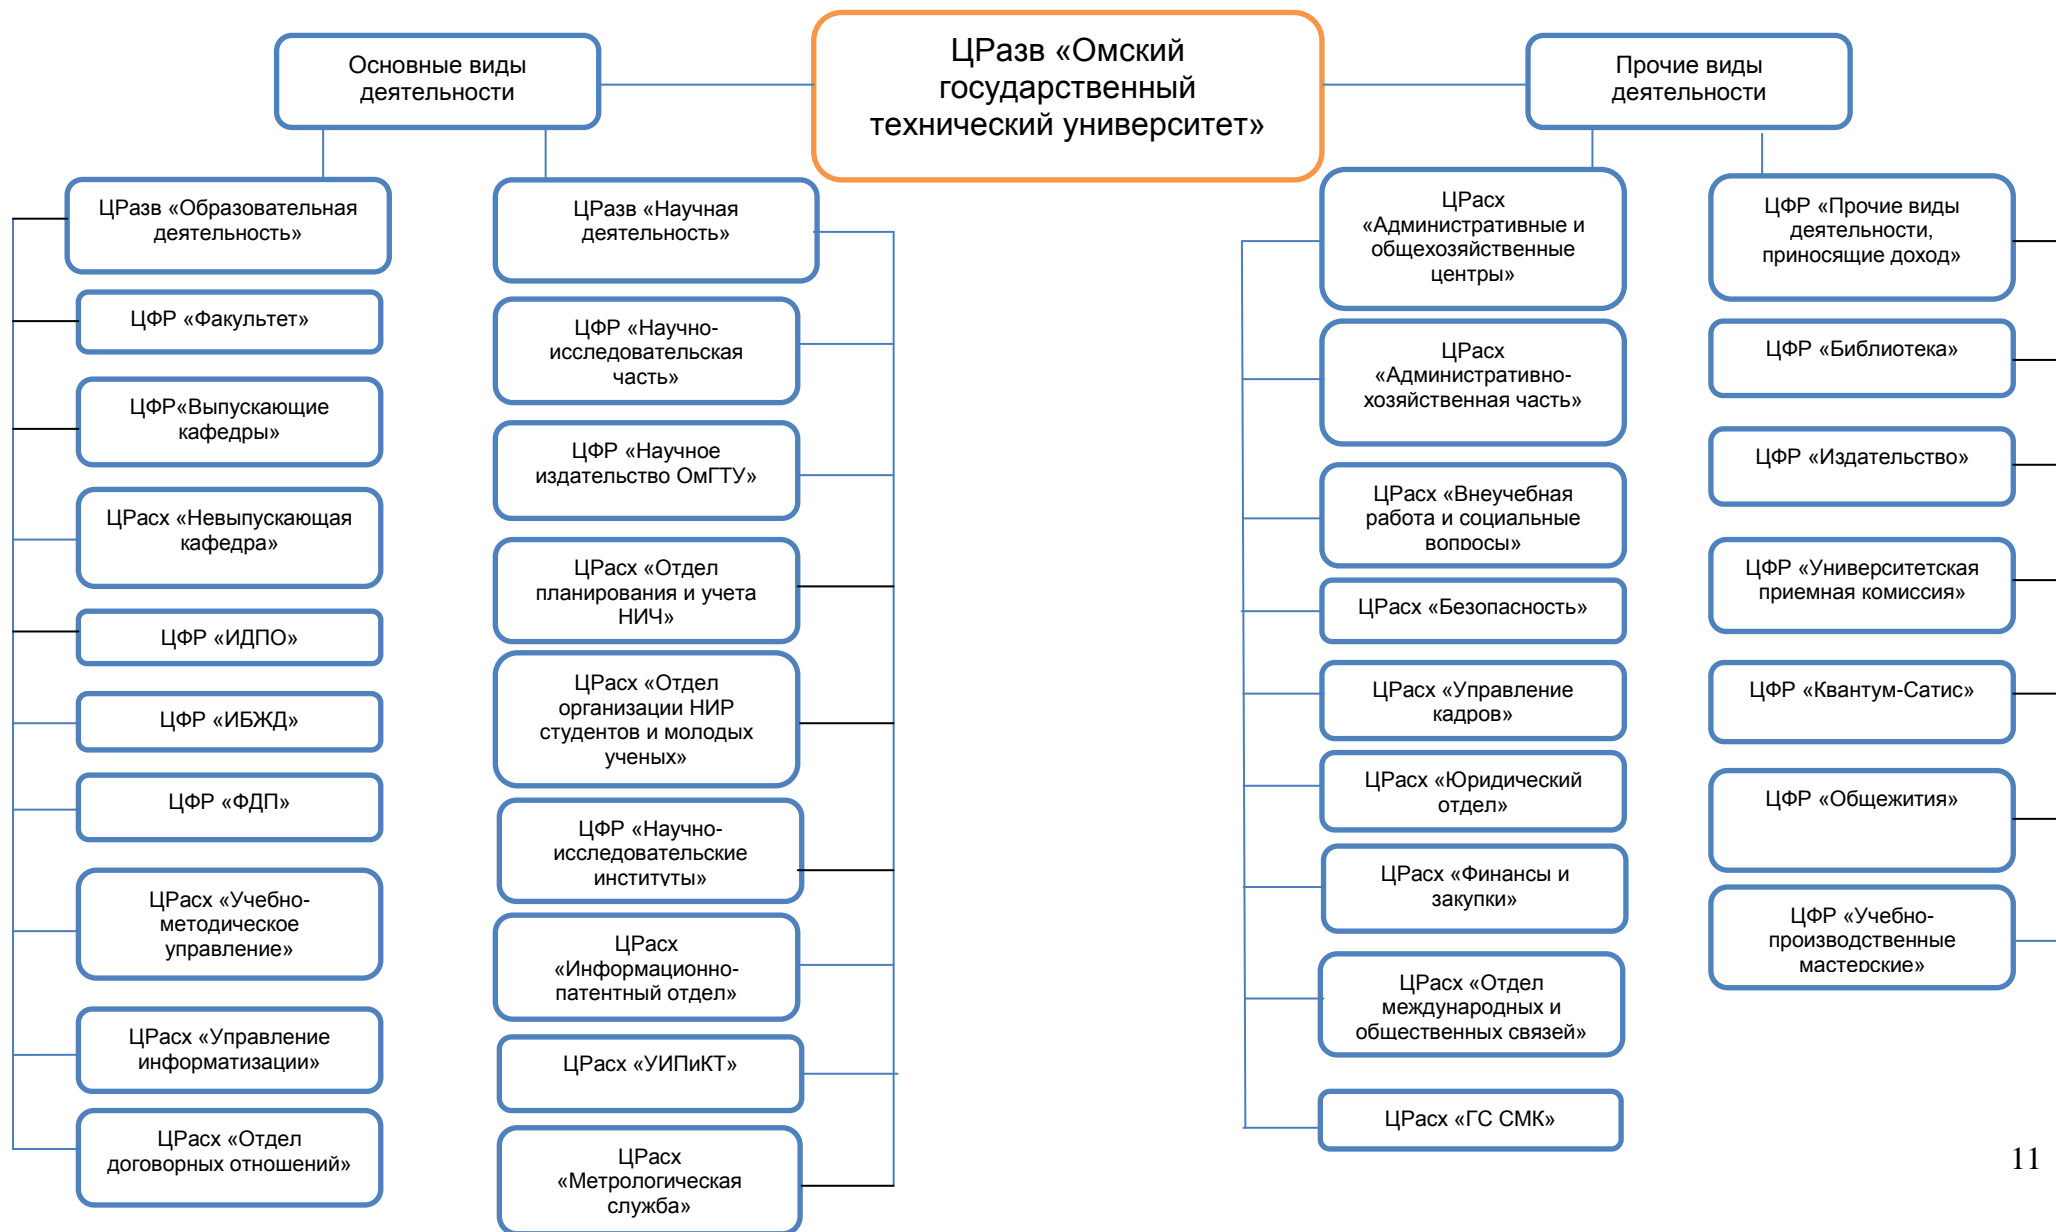 ЦРазв «Омский
государственный
технический университет»
Основные виды
деятельности
Прочие виды
деятельности
ЦРазв «Образовательная
деятельность»
ЦФР «Факультет»
ЦФР«Выпускающие
кафедры»
ЦРасх «Невыпускающая
кафедра»
ЦФР «ИДПО»
ЦФР «ИБЖД»
ЦФР «ФДП»
ЦРасх «Учебно-
методическое
управление»
ЦРасх «Управление
информатизации»
ЦРасх «Отдел
договорных отношений»
ЦРазв «Научная
деятельность»
ЦФР «Научно-
исследовательская
часть»
ЦФР «Научное
издательство ОмГТУ»
ЦРасх «Отдел
планирования и учета
НИЧ»
ЦРасх «Отдел
организации НИР
студентов и молодых
ученых»
ЦФР «Научно-
исследовательские
институты»
ЦРасх
«Информационно-
патентный отдел»
ЦРасх «УИПиКТ»
ЦРасх
«Метрологическая
служба»
ЦРасх
«Административные и
общехозяйственные
центры»
ЦРасх
«Административно-
хозяйственная часть»
ЦРасх «Внеучебная
работа и социальные
вопросы»
ЦРасх «Безопасность»
ЦРасх «Управление
кадров»
ЦРасх «Юридический
отдел»
ЦРасх «Финансы и
закупки»
ЦРасх «Отдел
международных и
общественных связей»
ЦРасх «ГС СМК»
ЦФР «Прочие виды
деятельности,
приносящие доход»
ЦФР «Библиотека»
ЦФР «Издательство»
ЦФР «Университетская
приемная комиссия»
ЦФР «Квантум-Сатис»
ЦФР «Общежития»
ЦФР «Учебно-
производственные
мастерские»
11